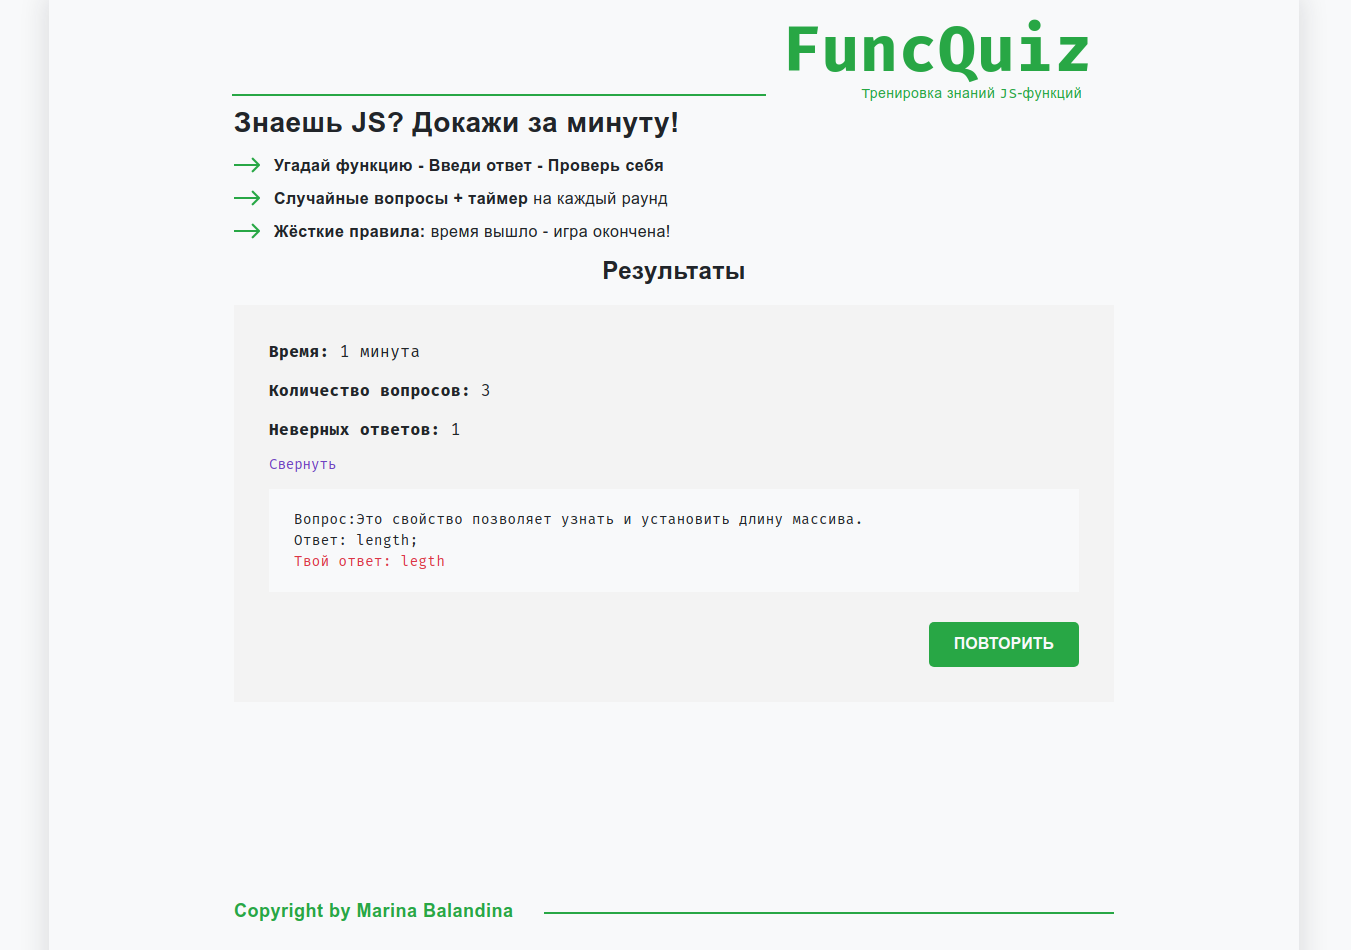 FuncQuiz
Тренировка знаний JS-функций
Знаешь JS? Докажи за минуту!
Угадай функцию - Введи ответ - Проверь себя
Случайные вопросы + таймер на каждый раунд
Жёсткие правила: время вышло - игра окончена!
Результаты
Время: 1 минута
Количество вопросов: 3
Неверных ответов: 1
Свернуть
Вопрос:Это свойство позволяет узнать и установить длину массива.
Ответ: length;
Твой ответ: legth
ПОВТОРИТЬ
Copyright by Marina Balandina